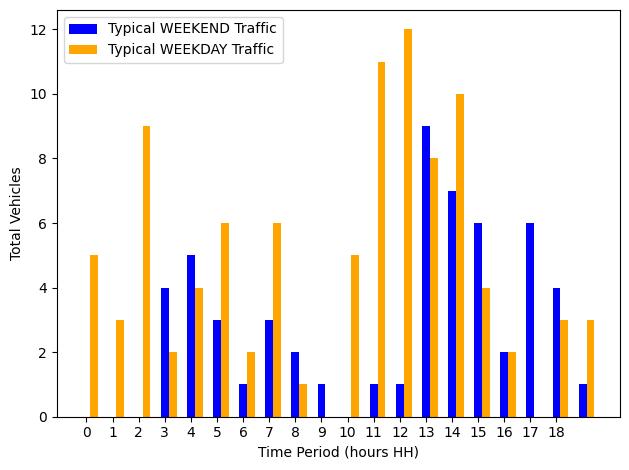 Typical WEEKEND Traffic
Typical WEEKDAY Traffic
12
10
8
6
4
2
0
Total Vehicles
0 1 2 3 4 5 6 7 8 9 10 11 12 13 14 15 16 17 18
Time Period (hours HH)